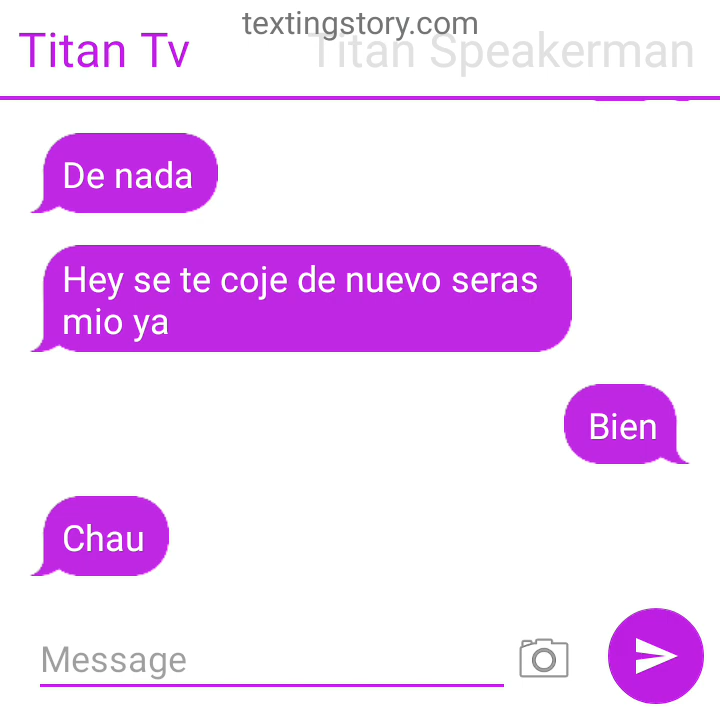 textingstory.com
Titan Tv
Titan Speakerman
De nada
Hey se te coje de nuevo seras
mio ya
Bien
Chau
Message